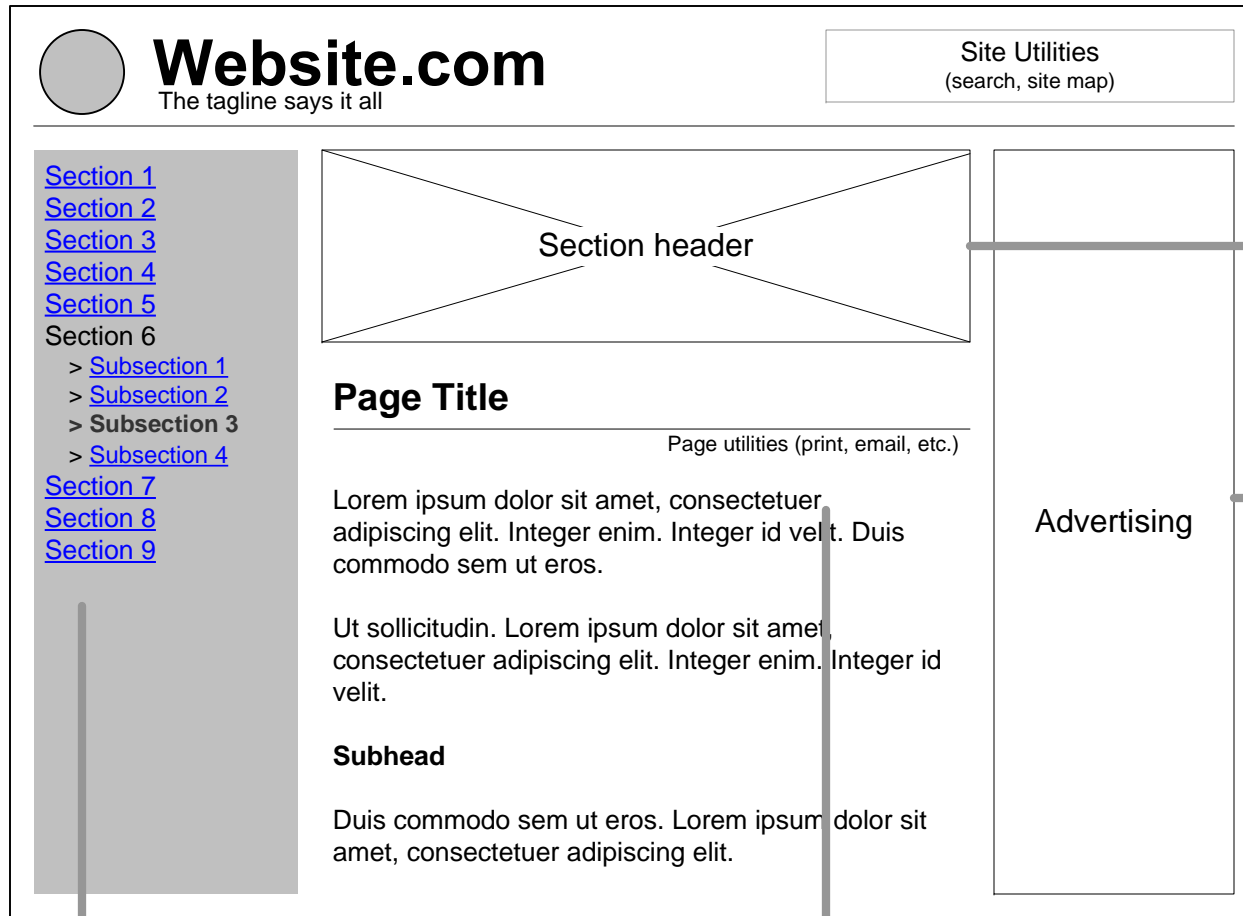 Website.com
The tagline says it all
Site Utilities
(search, site map)
Section 1
Section 2
Section 3
Section 4
Section 5
Section 6
> Subsection 1
> Subsection 2
> Subsection 3
> Subsection 4
Section 7
Section 8
Section 9
Section header
Page Title
Page utilities (print, email, etc.)
Lorem ipsum dolor sit amet, consectetuer
adipiscing elit. Integer enim. Integer id velit. Duis
commodo sem ut eros.
Ut sollicitudin. Lorem ipsum dolor sit amet,
consectetuer adipiscing elit. Integer enim. Integer id
velit.
Subhead
Duis commodo sem ut eros. Lorem ipsum dolor sit
amet, consectetuer adipiscing elit.
Advertising